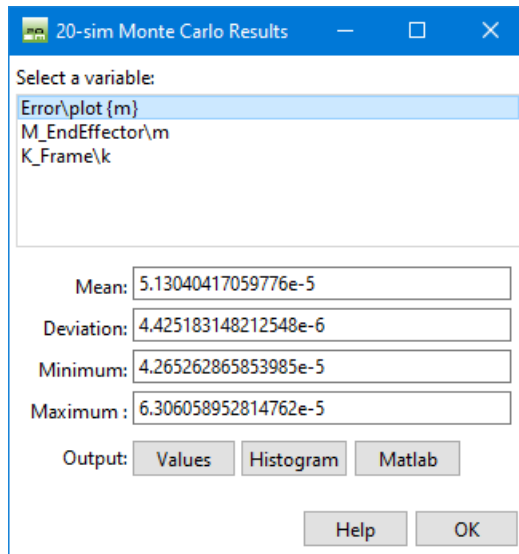 20-sim Monte Carlo Results
Select a variable:
Error\plot {m}
M_EndEffector\m
K_Frame\k
Mean: 5.13040417059776e-5
Deviation: 4.425183148212548e-6
Minimum: 4.265262865853985e-5
Maximum : 6.306058952814762e-5
Output: Values Histogram Matlab
Help OK